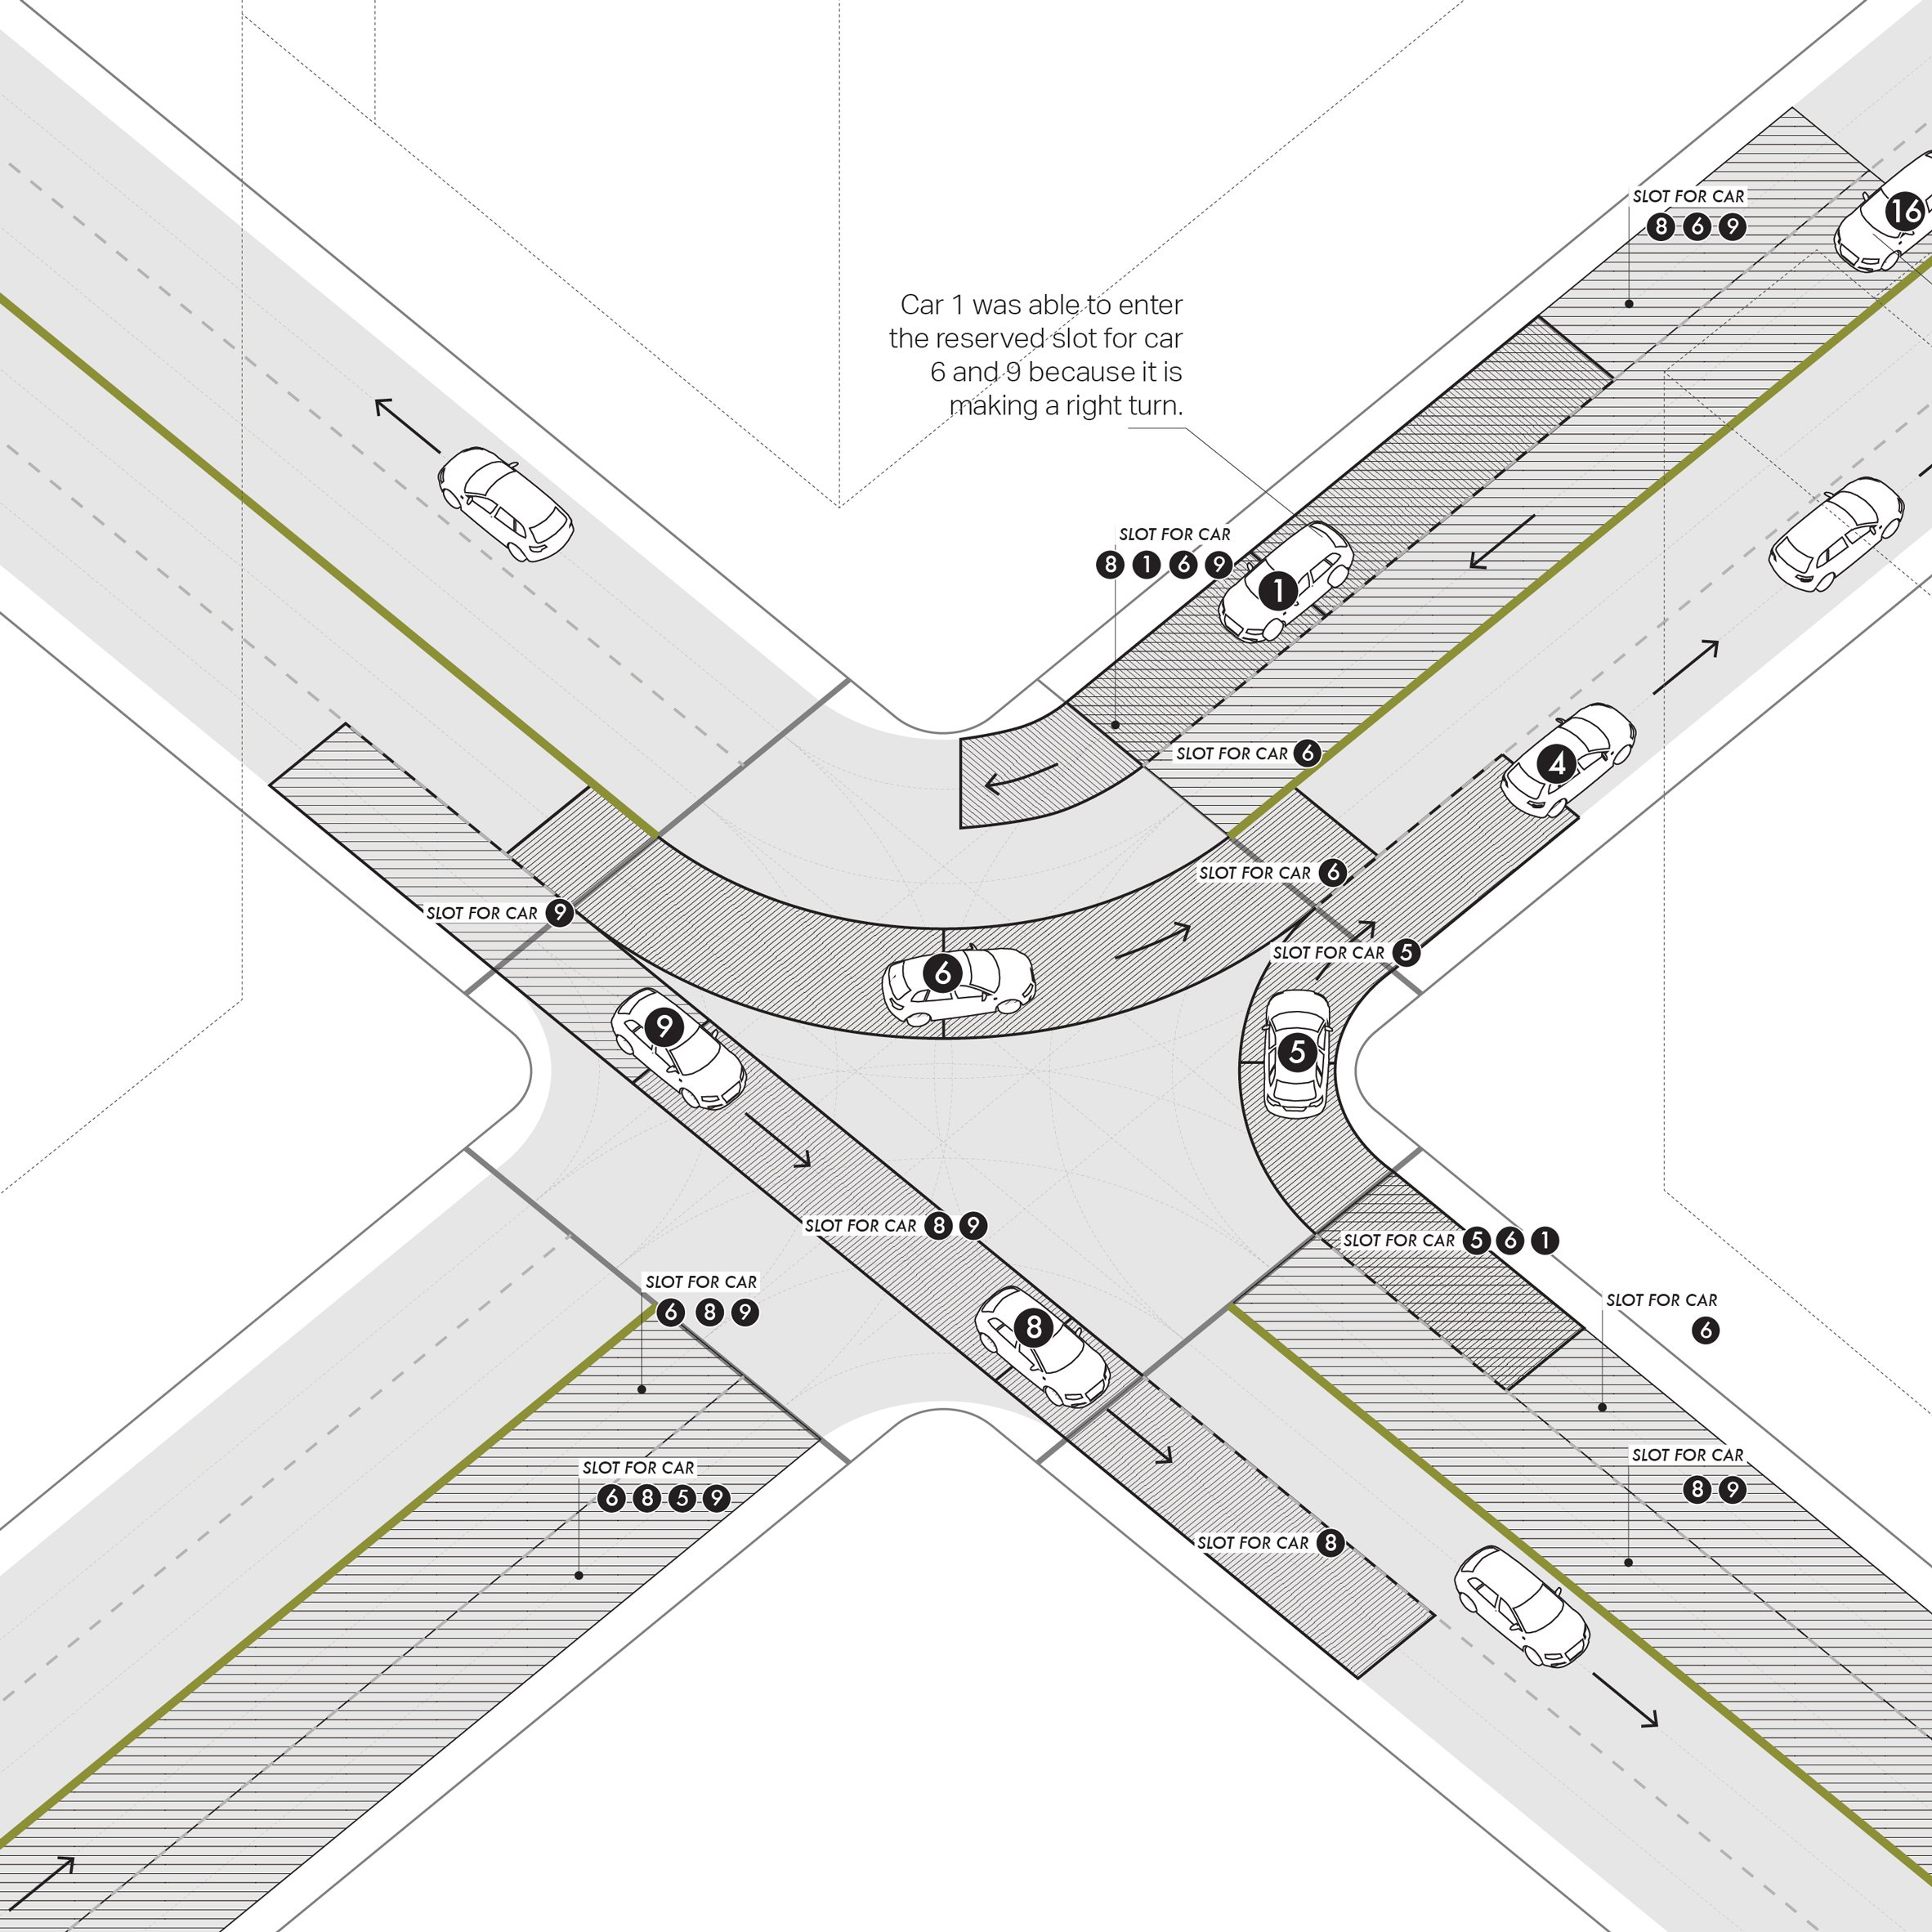 SLOT FOR CAR
8 6 9
16
Car 1 was able to enter
the reserved slot for car
6 and 9 because it is
making a right turn.
SLOT FOR CAR
8 1 6 9
1
SLOT FOR CAR 6
4
SLOT FOR CAR 6
SLOT FOR CAR 9
SLOT FOR CAR 5
6
9
5
SLOT FOR CAR 8 9
SLOT FOR CAR 5 6 1
SLOT FOR CAR
6 8 9
SLOT FOR CAR
6
8
SLOT FOR CAR
8 9
SLOT FOR CAR
6 8 5 9
SLOT FOR CAR 8